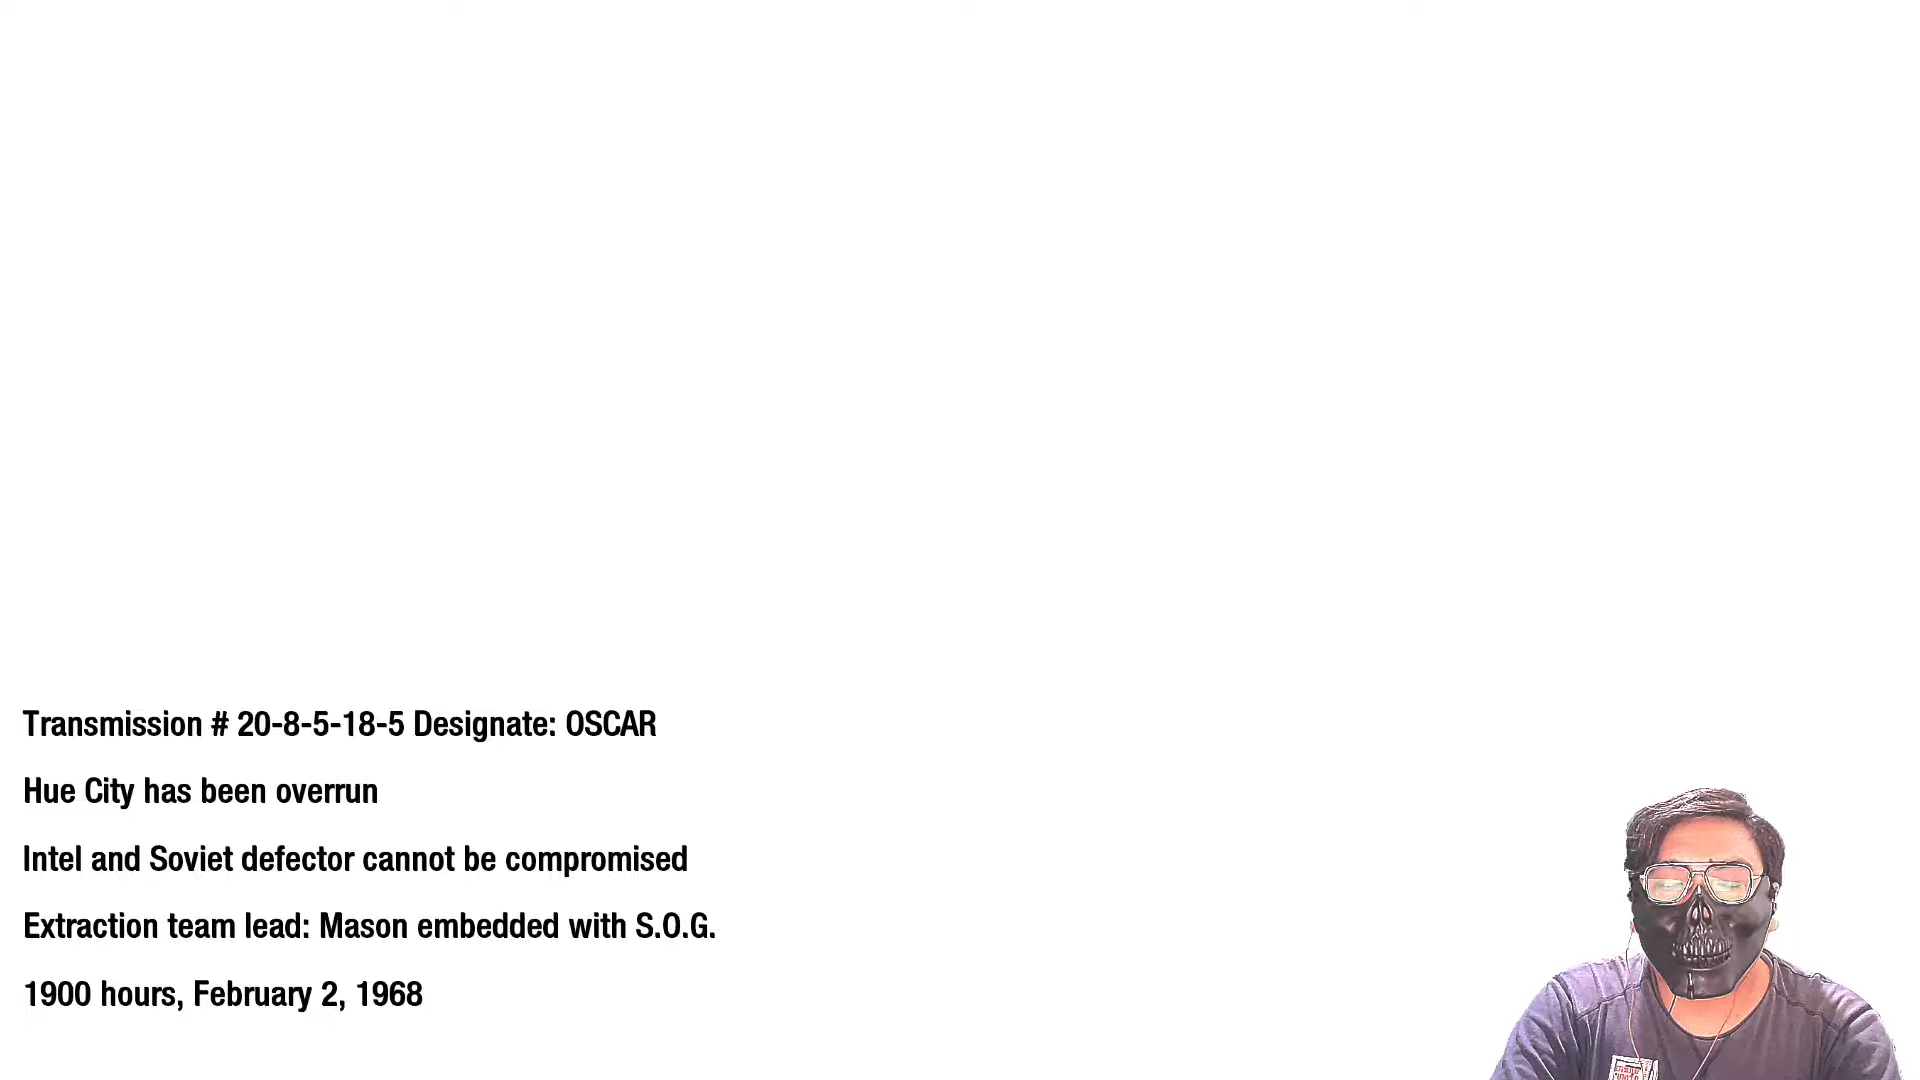 Transmission # 20-8-5-18-5 Designate: OSCAR
Hue City has been overrun
Intel and Soviet defector cannot be compromised
Extraction team lead: Mason embedded with S.O.G.
1900 hours, February 2, 1968